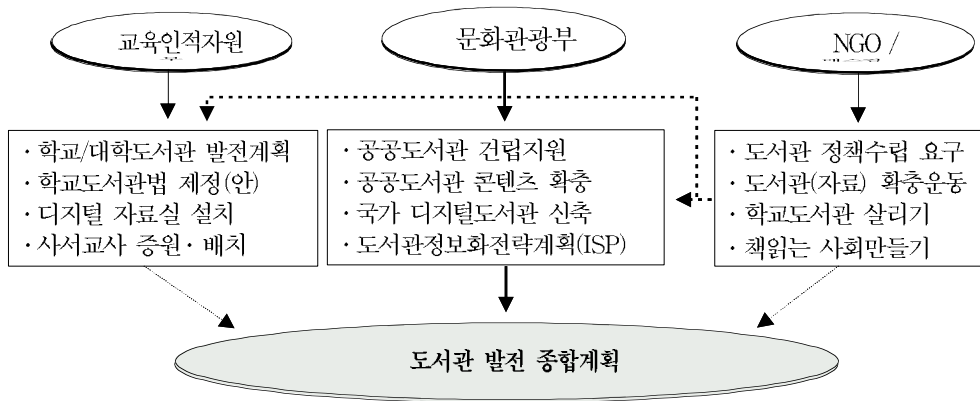 교육인적자원
문화관광부
NGO /
· 학교/대학도서관 발전계획
· 학교도서관법 제정(안)
· 디지털 자료실 설치
· 사서교사 증원· 배치
· 공공도서관 건립지원
· 공공도서관 콘텐츠 확충
· 국가 디지털도서관 신축
· 도서관정보화전략계획(ISP)
· 도서관 정책수립 요구
· 도서관(자료) 확충운동
· 학교도서관 살리기
· 책읽는 사회만들기
도서관 발전 종합계획